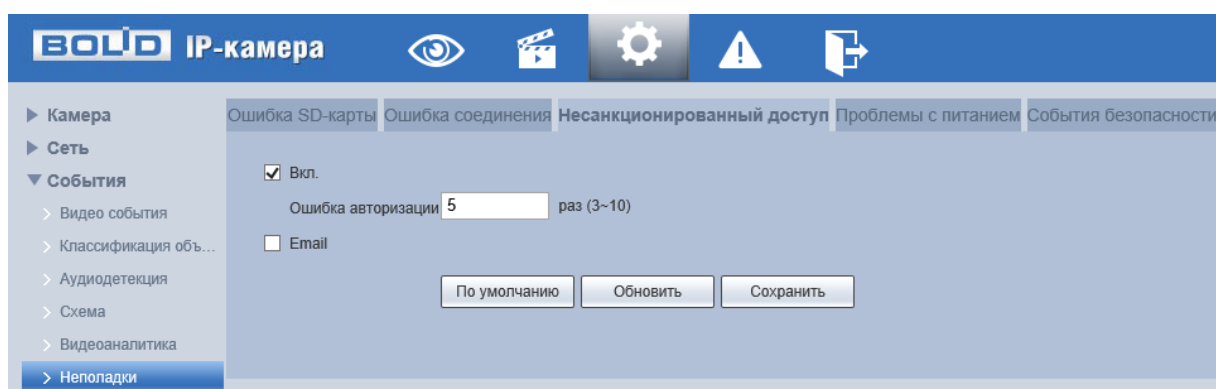 BOLID IP-камера
Камера
Сеть
События
Видео события
Классификация объ...
Аудиодетекция
Схема
Видеоаналитика
Неполадки
Ошибка SD-карты Ошибка соединения Несанкционированный доступ Проблемы с питанием События безопасности
Вкл.
Ошибка авторизации 5 раз (3~10)
Email
По умолчанию Обновить Сохранить